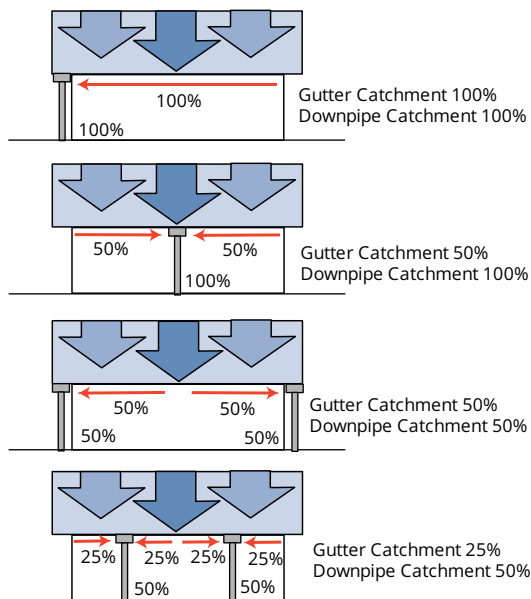 100%
100%
Gutter Catchment 100%
Downpipe Catchment 100%
50% 50%
100%
Gutter Catchment 50%
Downpipe Catchment 100%
50% 50%
50% 50%
Gutter Catchment 50%
Downpipe Catchment 50%
25% 25% 25% 25%
50% 50%
Gutter Catchment 25%
Downpipe Catchment 50%